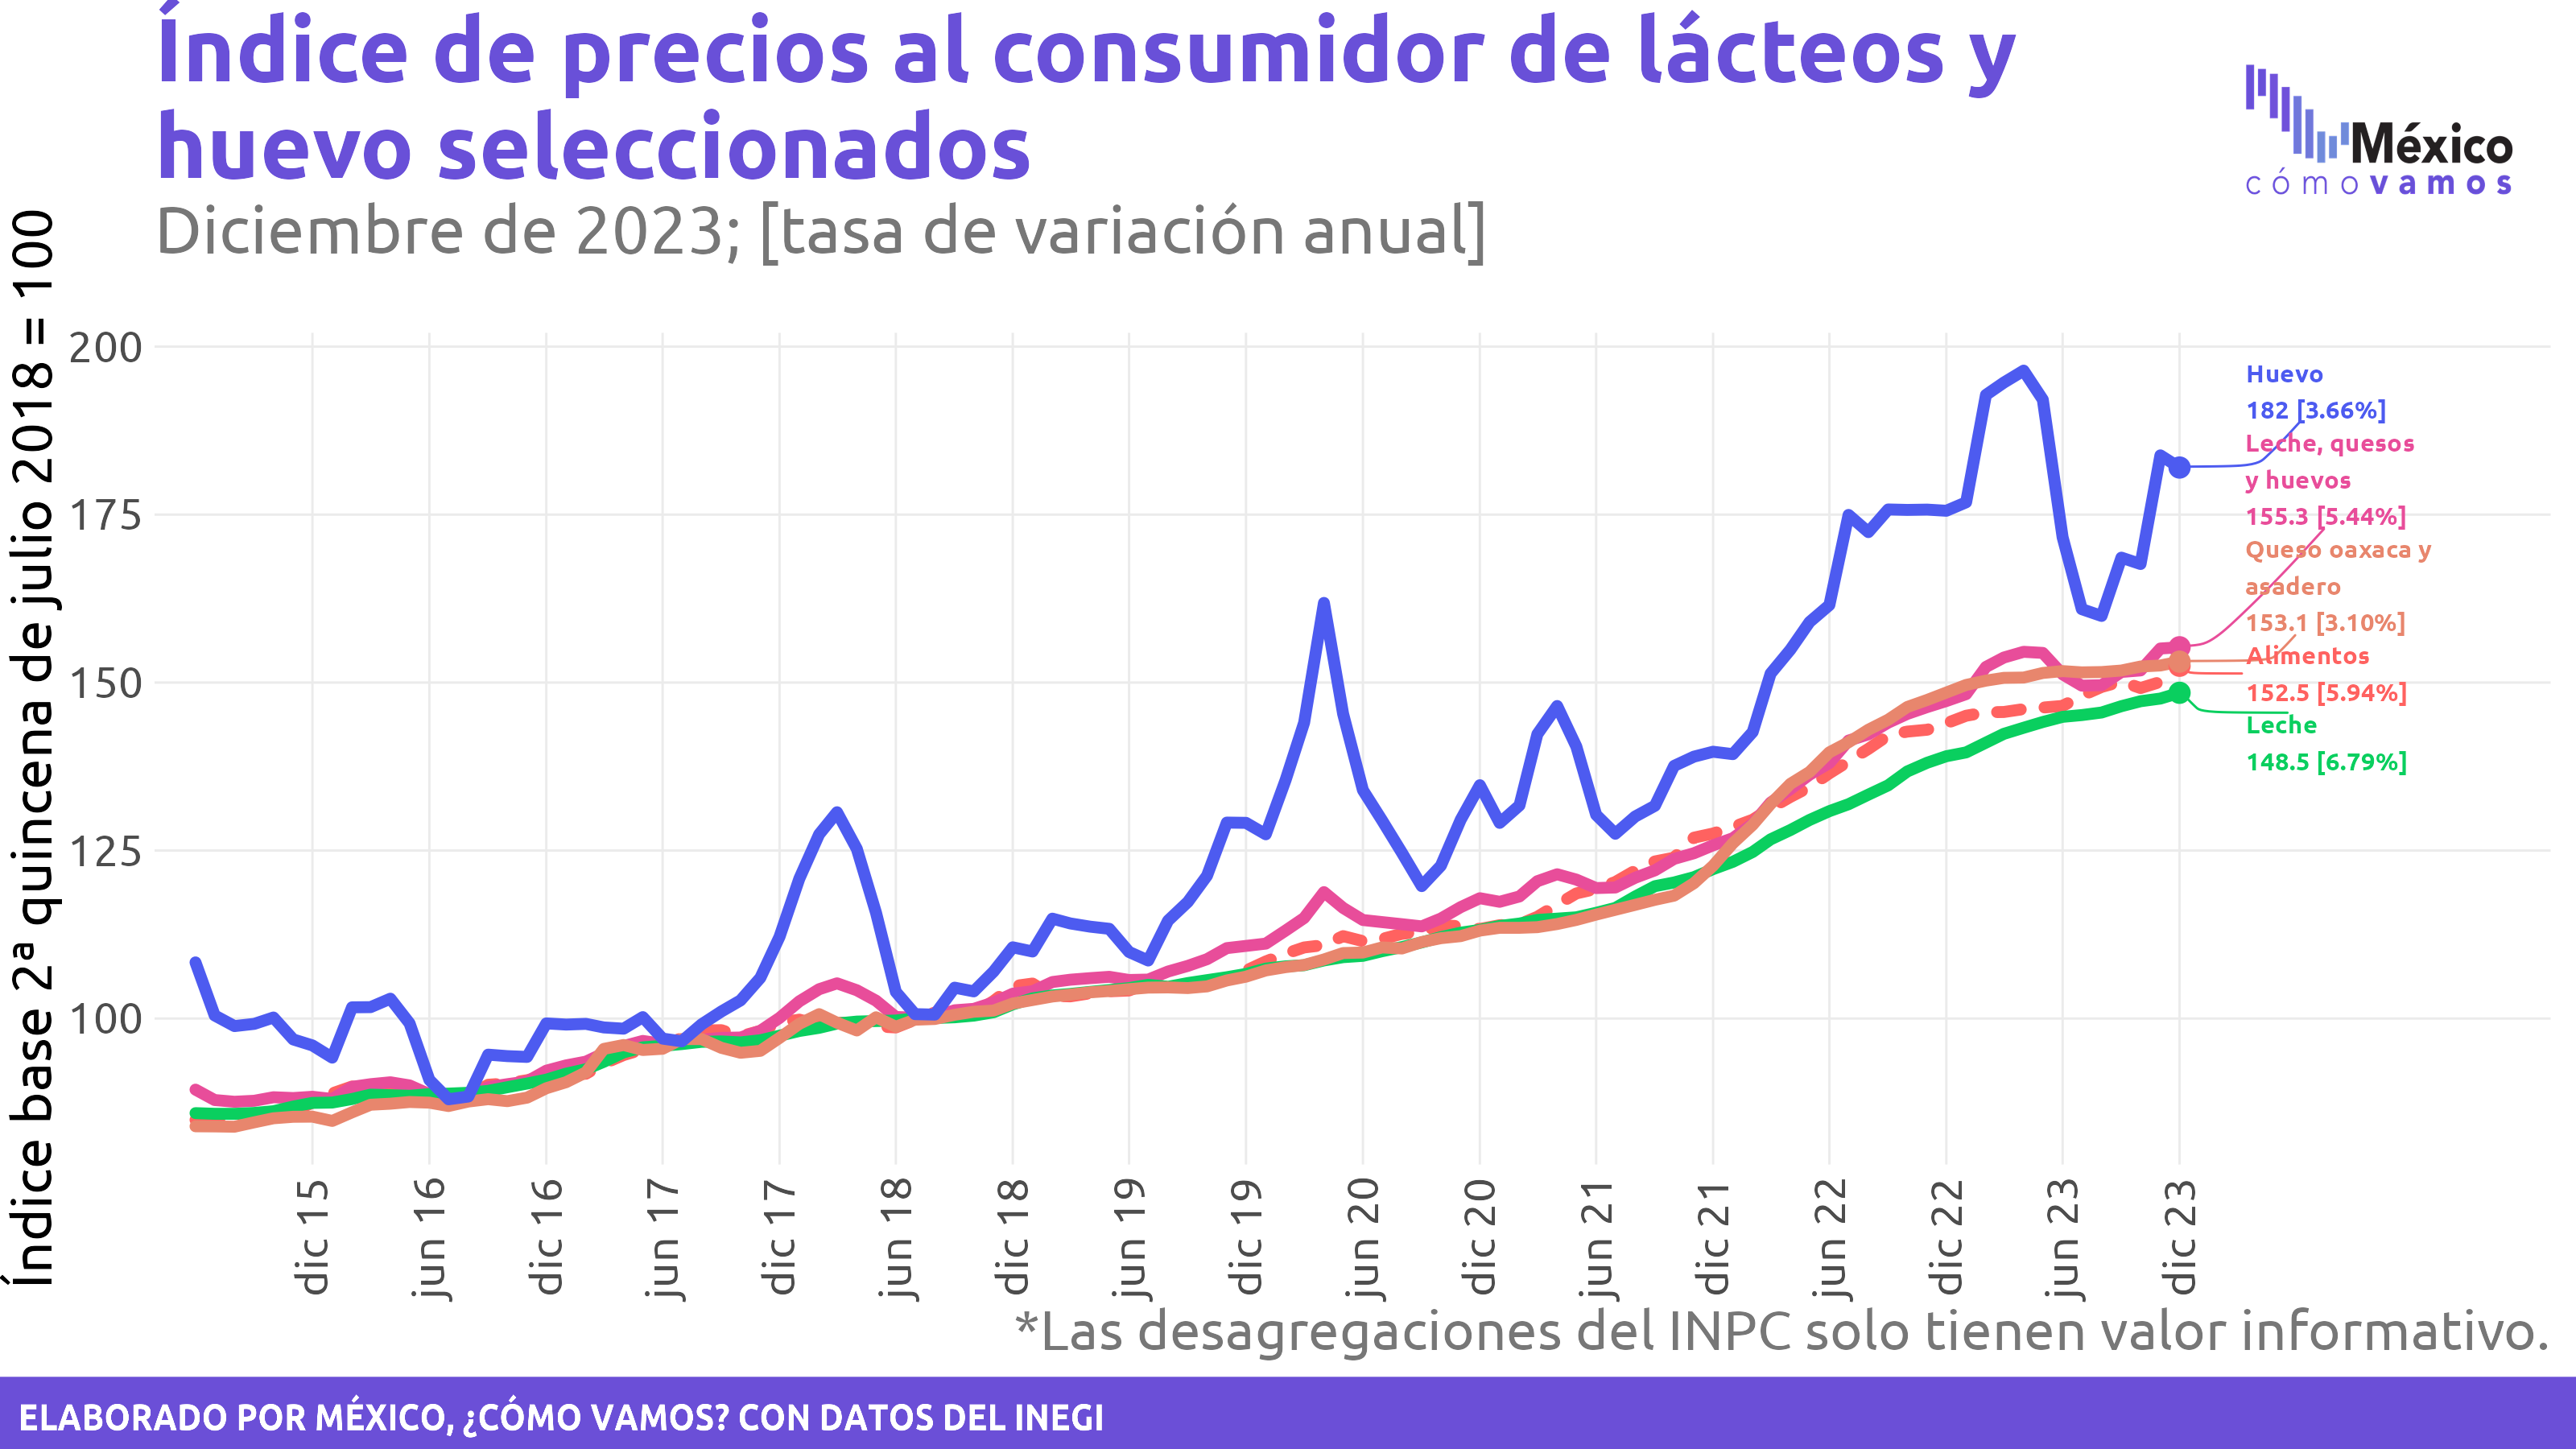 Índice de precios al consumidor de lácteos y
huevo seleccionados
Diciembre de 2023; [tasa de variación anual]
México
cómo vamos
Índice base 2ª quincena de julio 2018 = 100
200
175
150
125
100
Huevo
182 [3.66%]
Leche, quesos
y huevos
155.3 [5.44%]
Queso oaxaca y
asadero
153.1 [3.10%]
Alimentos
152.5 [5.94%]
Leche
148.5 [6.79%]
dic 15
jun 16
dic 16
jun 17
dic 17
jun 18
dic 18
jun 19
dic 19
jun 20
dic 20
jun 21
dic 21
jun 22
dic 22
jun 23
dic 23
*Las desagregaciones del INPC solo tienen valor informativo.
ELABORADO POR MÉXICO, ¿CÓMO VAMOS? CON DATOS DEL INEGI